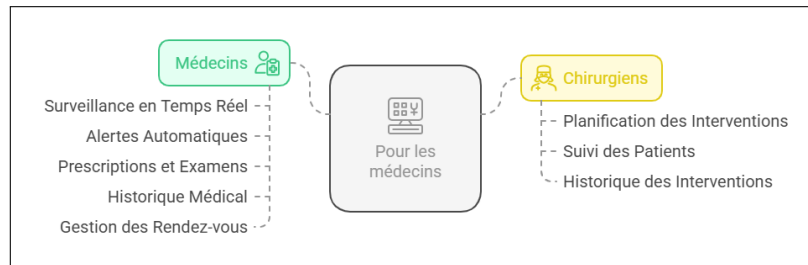 Médecins
Surveillance en Temps Réel
Alertes Automatiques
Prescriptions et Examens
Historique Médical
Gestion des Rendez-vous
Pour les
médecins
Chirurgiens
Planification des Interventions
Suivi des Patients
Historique des Interventions